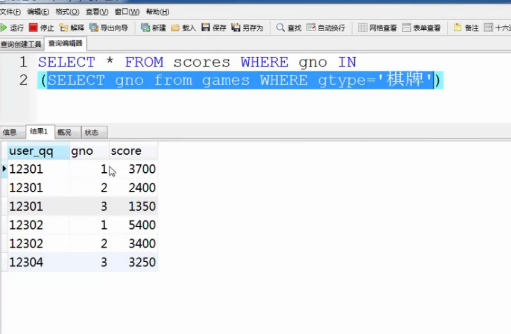 文件(F) 编辑(E) 格式(O) 查看(V) 窗口(W) 帮助(H)
运行 停止 解释 导出向导 新建 载入 保存 另存为 查找 自动换行 网格查看 表单查看 备注 十六
查询创建工具 查询编辑器
1 SELECT * FROM scores WHERE gno IN
2 (SELECT gno from games WHERE gtype='棋牌')
信息 结果1 概况 状态
user_qq gno score
12301 1 3700
12301 2 2400
12301 3 1350
12302 1 5400
12302 2 3400
12304 3 3250